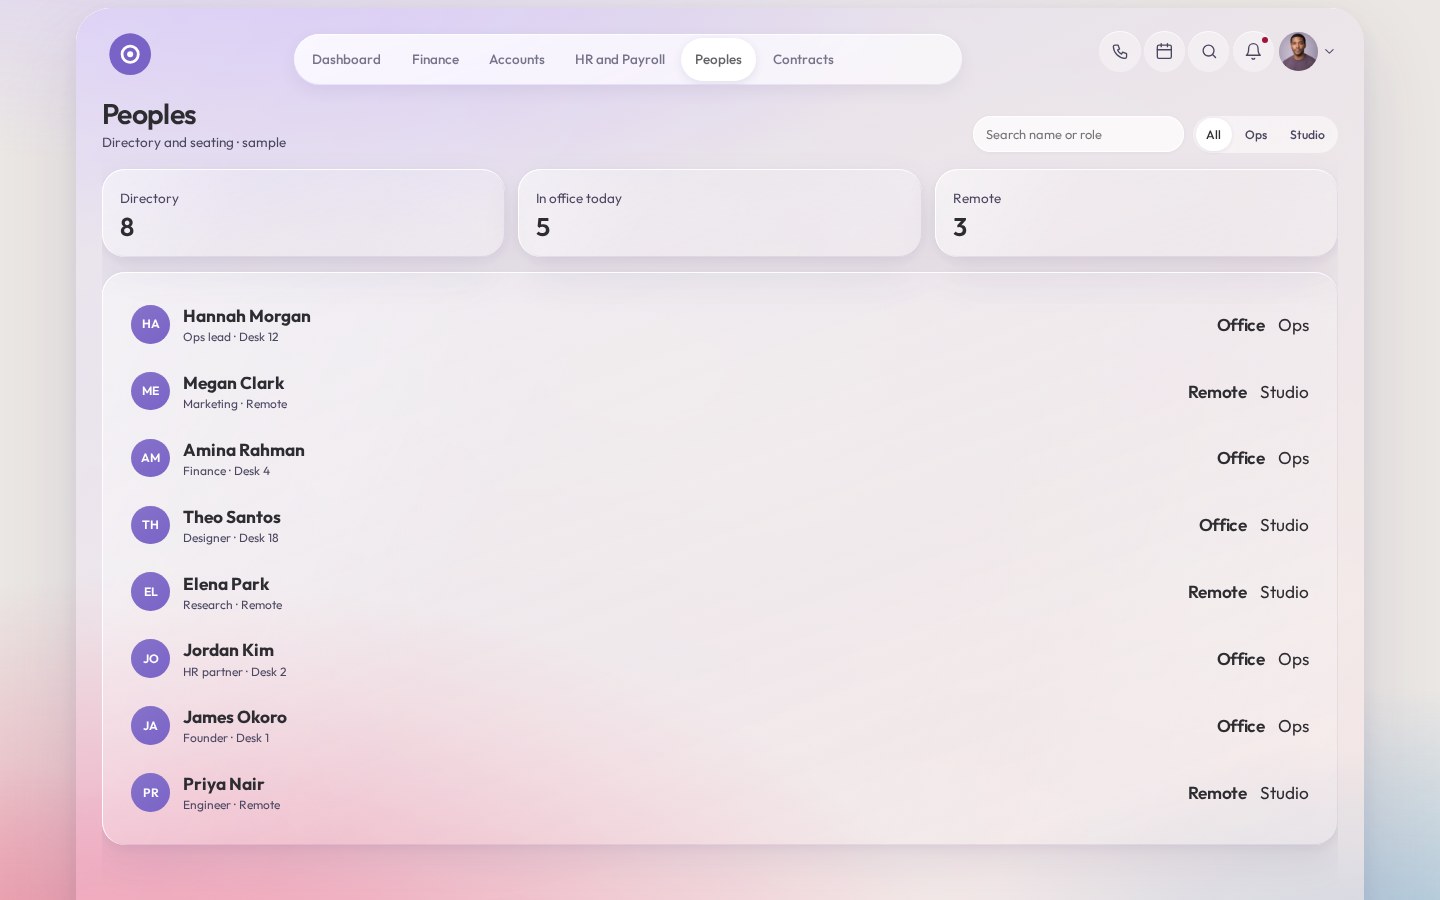 Dashboard Finance Accounts HR and Payroll Peoples Contracts
Peoples
Directory and seating · sample
Search name or role
All Ops Studio
Directory
8
In office today
5
Remote
3
HA Hannah Morgan
Ops lead · Desk 12
Office Ops
ME Megan Clark
Marketing · Remote
Remote Studio
AM Amina Rahman
Finance · Desk 4
Office Ops
TH Theo Santos
Designer · Desk 18
Office Studio
EL Elena Park
Research · Remote
Remote Studio
JO Jordan Kim
HR partner · Desk 2
Office Ops
JA James Okoro
Founder · Desk 1
Office Ops
PR Priya Nair
Engineer · Remote
Remote Studio